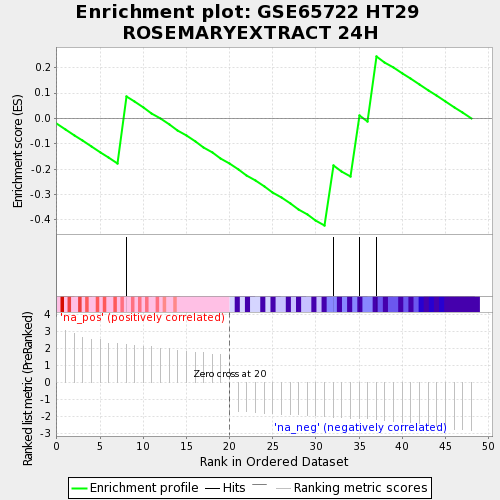 Enrichment plot: GSE65722 HT29
ROSEMARYEXTRACT 24H
Enrichment score (ES)
0.2
0.1
0.0
-0.1
-0.2
-0.3
-0.4
Ranked list metric (PreRanked)
4
3
2
1
0
-1
-2
-3
'na_pos' (positively correlated)
Zero cross at 20
'na_neg' (negatively correlated)
0 5 10 15 20 25 30 35 40 45 50
Rank in Ordered Dataset
Enrichment profile Hits Ranking metric scores